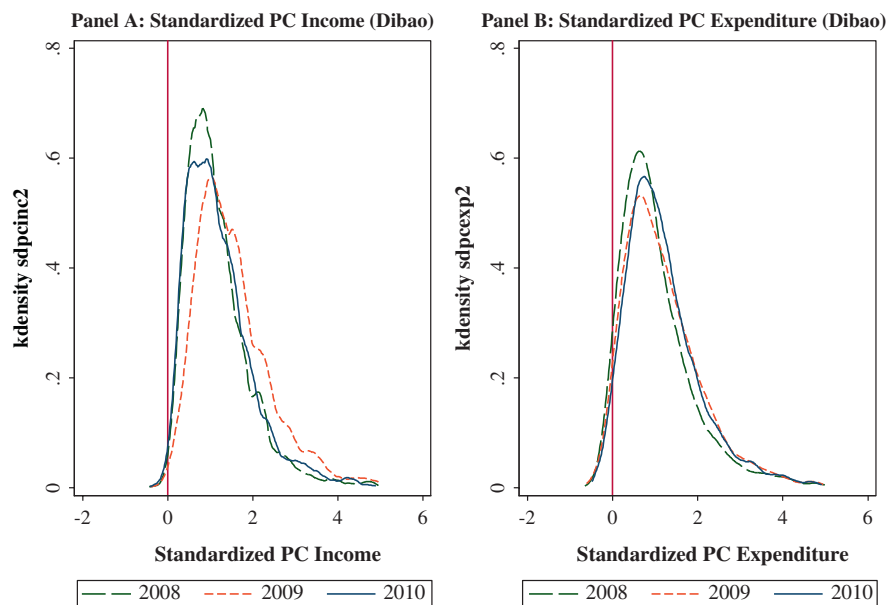 Panel A: Standardized PC Income (Dibao)
.8
.6
.4
.2
0
kdensity sdpcinc2
-2 0 2 4 6
Standardized PC Income
2008 2009 2010
Panel B: Standardized PC Expenditure (Dibao)
.8
.6
.4
.2
0
kdensity sdpcexp2
-2 0 2 4 6
Standardized PC Expenditure
2008 2009 2010